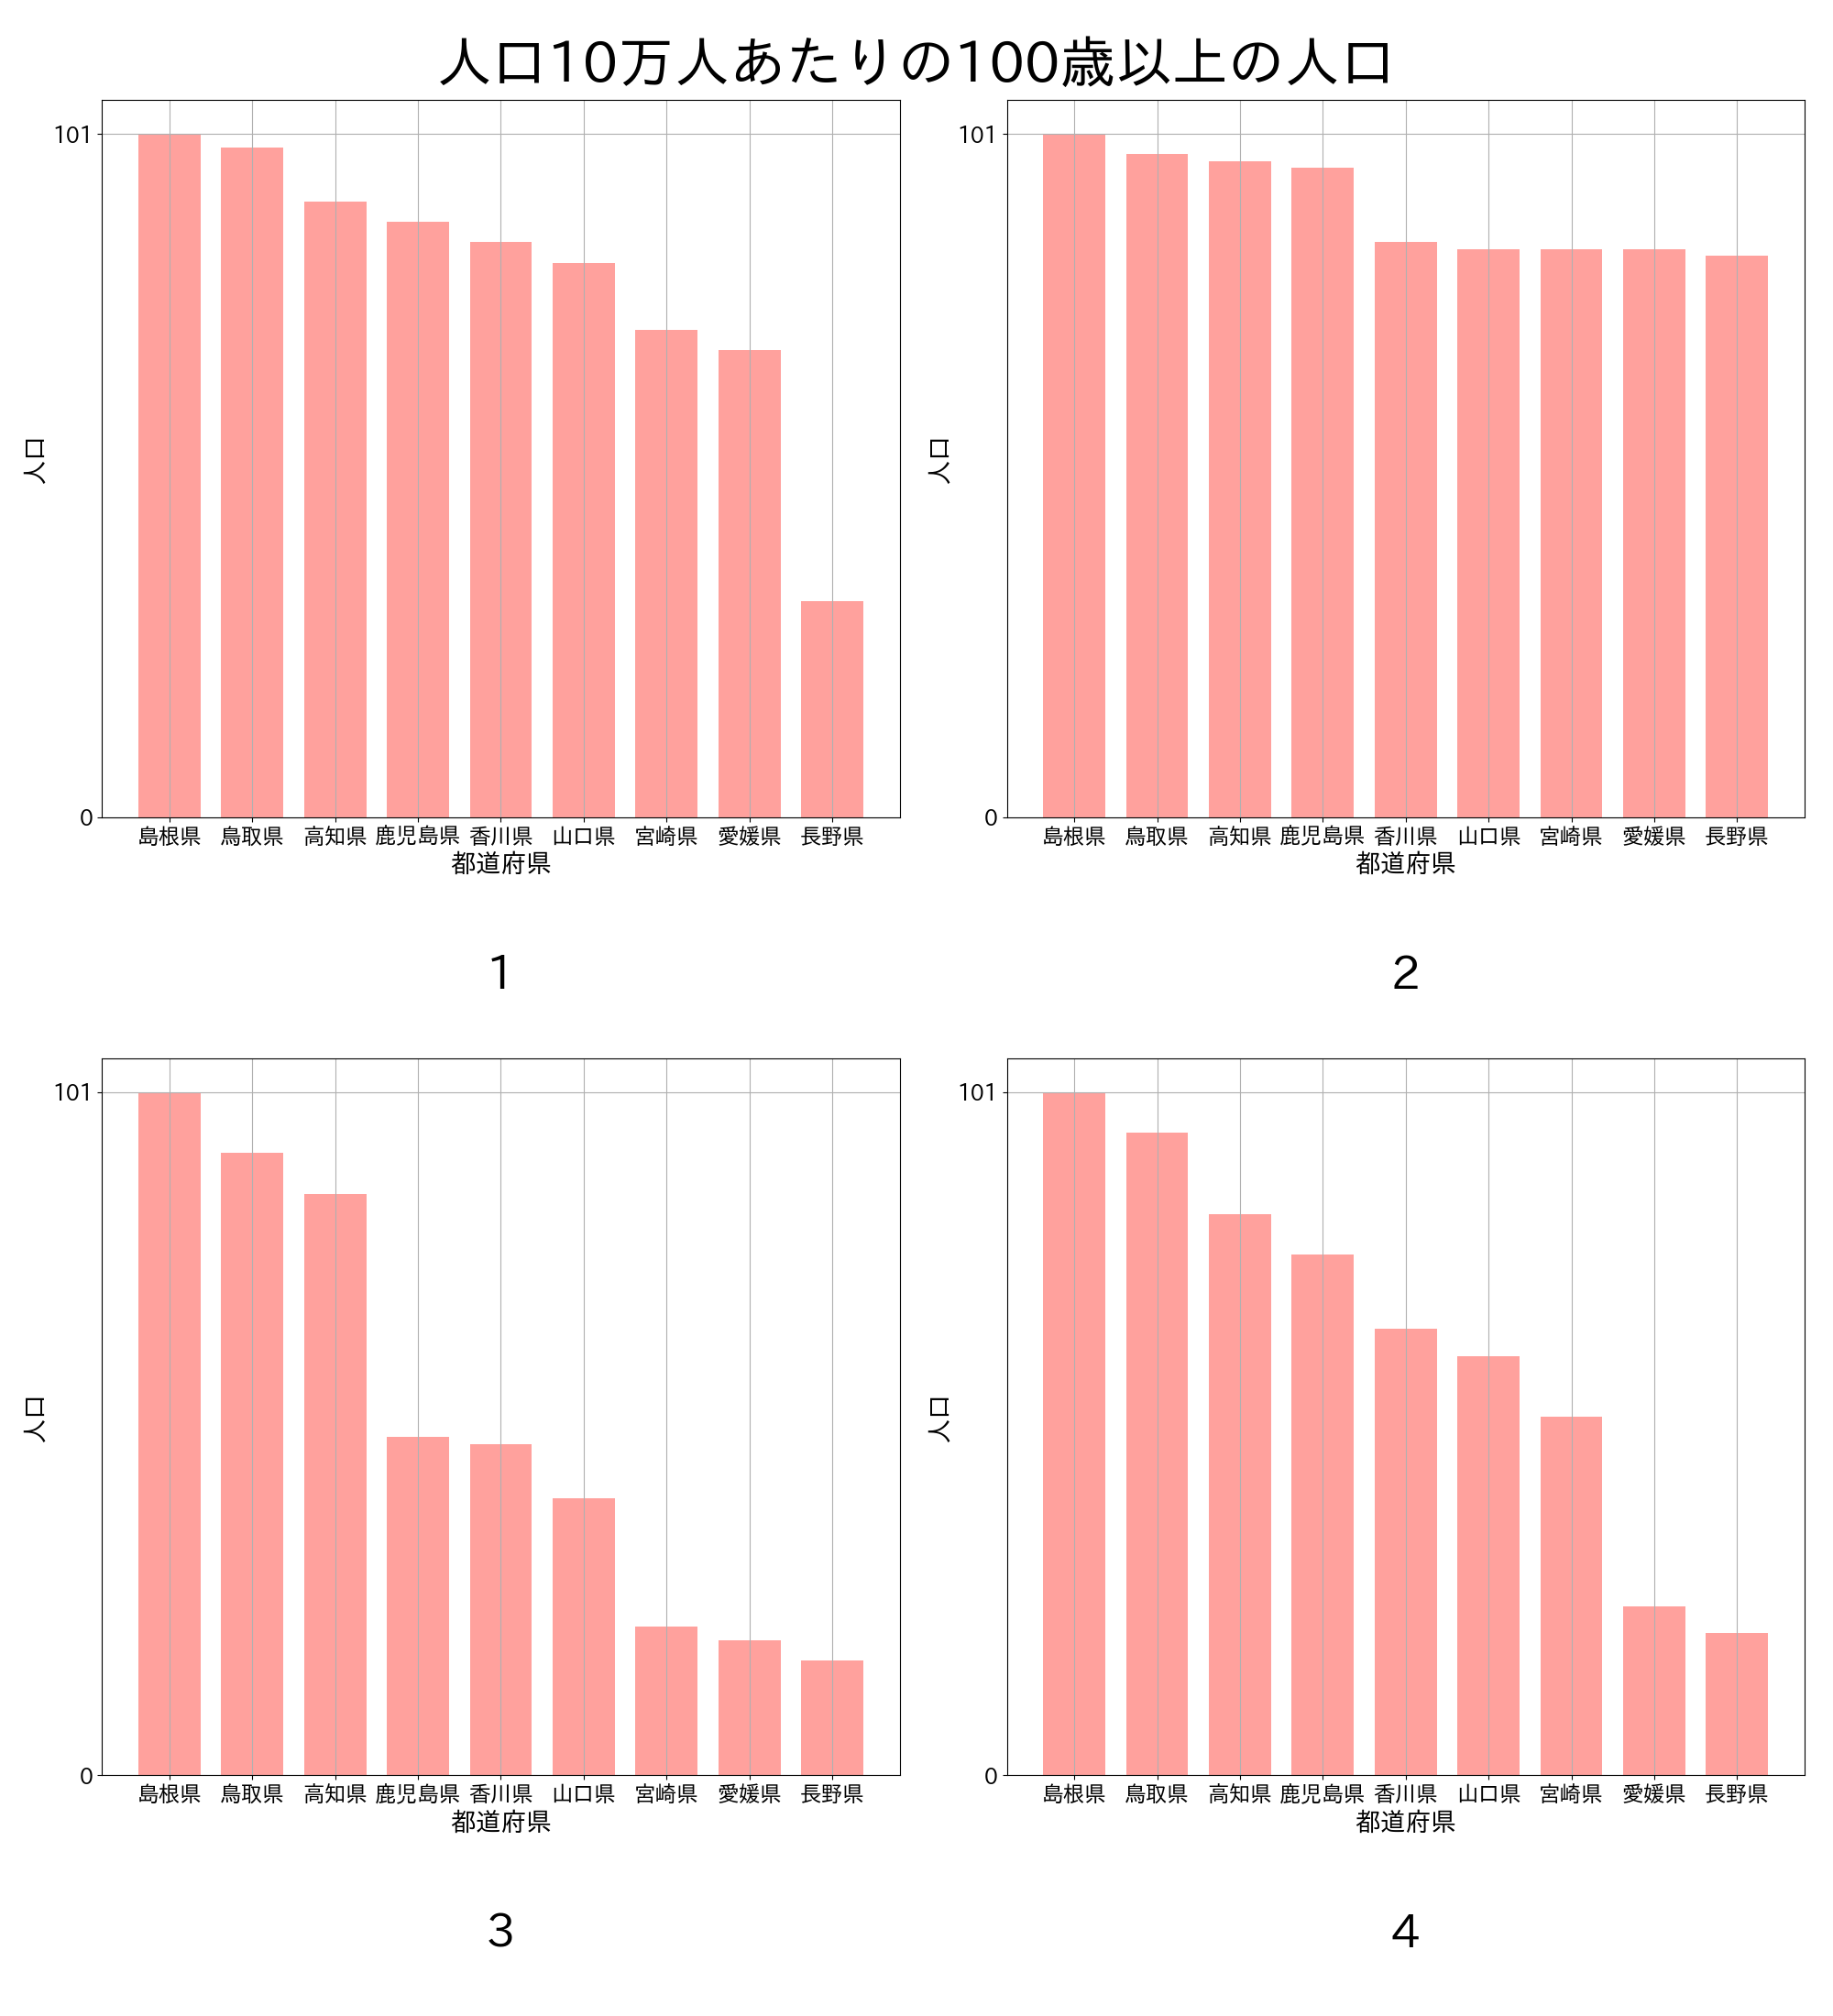 人口10万人あたりの100歳以上の人口
101
0
人口
島根県 鳥取県 高知県 鹿児島県 香川県 山口県 宮崎県 愛媛県 長野県
都道府県
1
101
0
人口
島根県 鳥取県 高知県 鹿児島県 香川県 山口県 宮崎県 愛媛県 長野県
都道府県
2
101
0
人口
島根県 鳥取県 高知県 鹿児島県 香川県 山口県 宮崎県 愛媛県 長野県
都道府県
3
101
0
人口
島根県 鳥取県 高知県 鹿児島県 香川県 山口県 宮崎県 愛媛県 長野県
都道府県
4